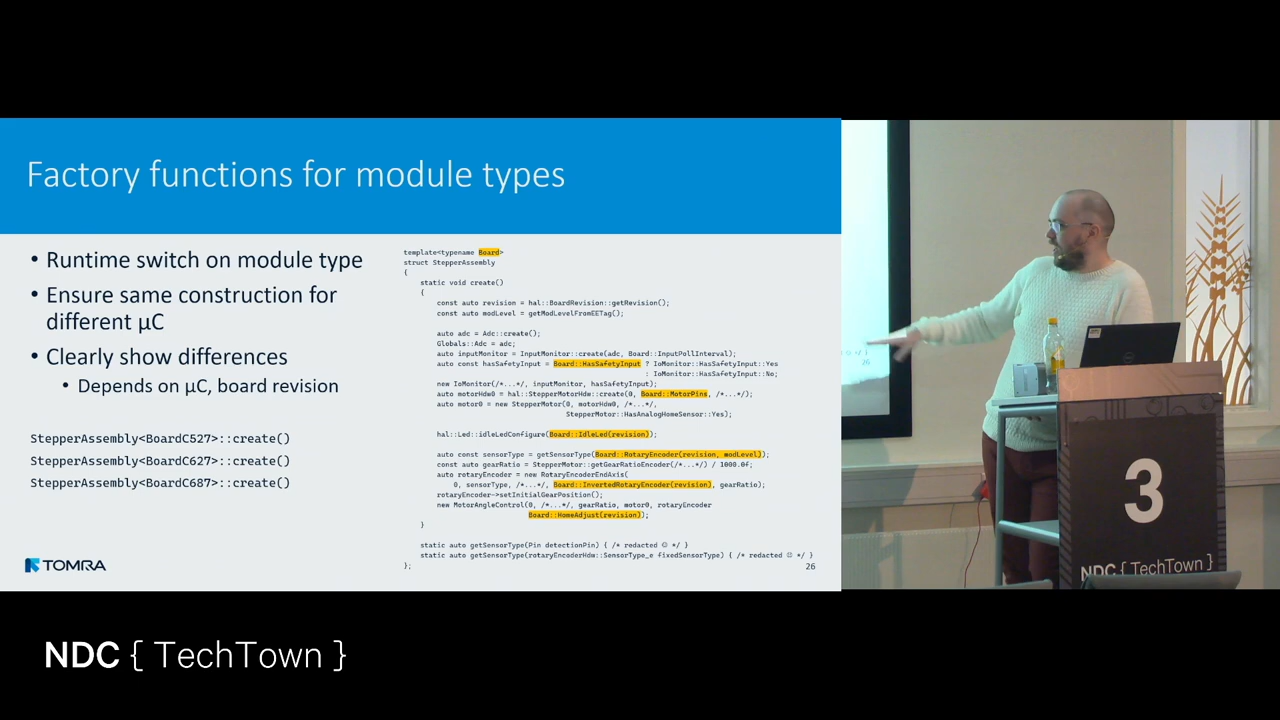 Factory functions for module types
• Runtime switch on module type
• Ensure same construction for
different µC
• Clearly show differences
• Depends on µC, board revision
StepperAssembly<BoardC527>::create()
StepperAssembly<BoardC627>::create()
StepperAssembly<BoardC687>::create()
TOMRA
template<typename Board>
struct StepperAssembly
{
static void create()
{
const auto revision = hal::BoardRevision::getRevision();
const auto modLevel = getModLevelFromEETag();
auto adc = Adc::create();
Globals::Adc = adc;
auto inputMonitor = InputMonitor::create(adc, Board::InputPollInterval);
auto const hasSafetyInput = Board::HasSafetyInput ? IoMonitor::HasSafetyInput::Yes
: IoMonitor::HasSafetyInput::No;
new IoMonitor(/*...*/, inputMonitor, hasSafetyInput);
auto motorHdw0 = hal::StepperMotorHdw::create(0, Board::MotorPins, /*...*/);
auto motor0 = new StepperMotor(0, motorHdw0, /*...*/,
StepperMotor::HasAnalogHomeSensor::Yes);
hal::Led::idleLedConfigure(Board::IdleLed(revision));
auto const sensorType = getSensorType(Board::RotaryEncoder(revision, modLevel));
const auto gearRatio = StepperMotor::getGearRatioEncoder(/*...*/) / 1000.0f;
auto rotaryEncoder = new RotaryEncoderEndAxis(
0, sensorType, /*...*/, Board::InvertedRotaryEncoder(revision), gearRatio);
rotaryEncoder->setInitialGearPosition();
new MotorAngleControl(0, /*...*/, gearRatio, motor0, rotaryEncoder
Board::HomeAdjust(revision));
}
static auto getSensorType(Pin detectionPin) { /* redacted ☺ */ }
static auto getSensorType(rotaryEncoderHdw::SensorType_e fixedSensorType) { /* redacted ☺ */ }
};
26
26
3
NDC { TechTown }
NDC { TechTown }